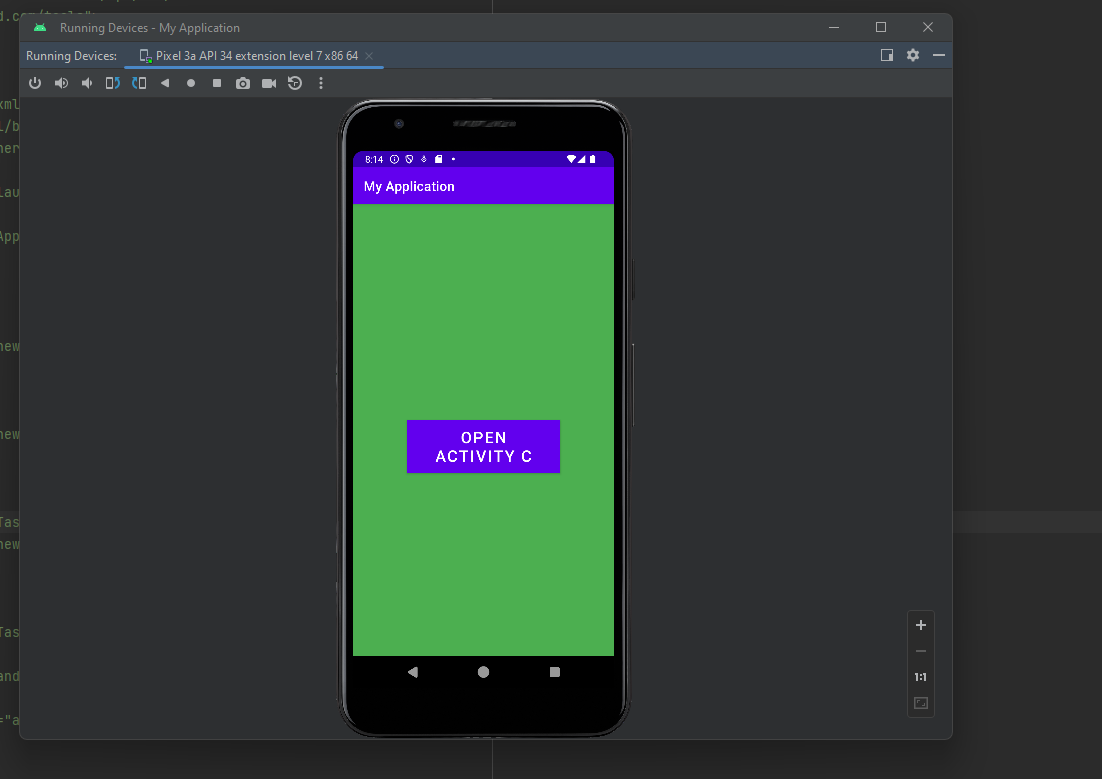 d.com/tools"
Running Devices - My Application
Running Devices:
Pixel 3a API 34 extension level 7 x86 64
xml
l/b
ner
lau
App
new
new
Tas
new
Tas
and
="a
8:14
My Application
OPEN
ACTIVITY C
1:1